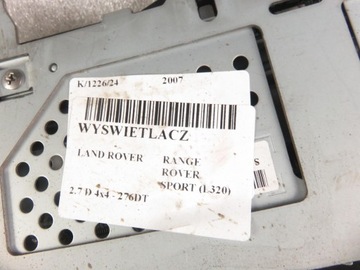 K/1226/24 2007
WYSWIETLACZ
LAND ROVER RANGE
ROVER
SPORT (L320)
2.7 D 4x4 - 276DT
S